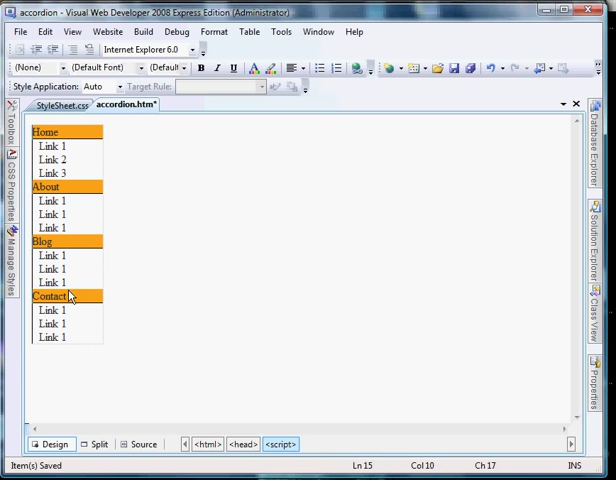 accordion - Visual Web Developer 2008 Express Edition (Administrator)
File Edit View Website Build Debug Format Table Tools Window Help
Internet Explorer 6.0
(None) (Default Font) (Default B I U A
Style Application: Auto Target Rule:
StyleSheet.css accordion.htm*
Home
Link 1
Link 2
Link 3
About
Link 1
Link 1
Link 1
Blog
Link 1
Link 1
Link 1
Contact
Link 1
Link 1
Link 1
Toolbox
CSS Properties
Manage Styles
Database Explorer
Solution Explorer
Class View
Properties
Design Split Source <html> <head> <script>
Item(s) Saved Ln 15 Col 10 Ch 17 INS